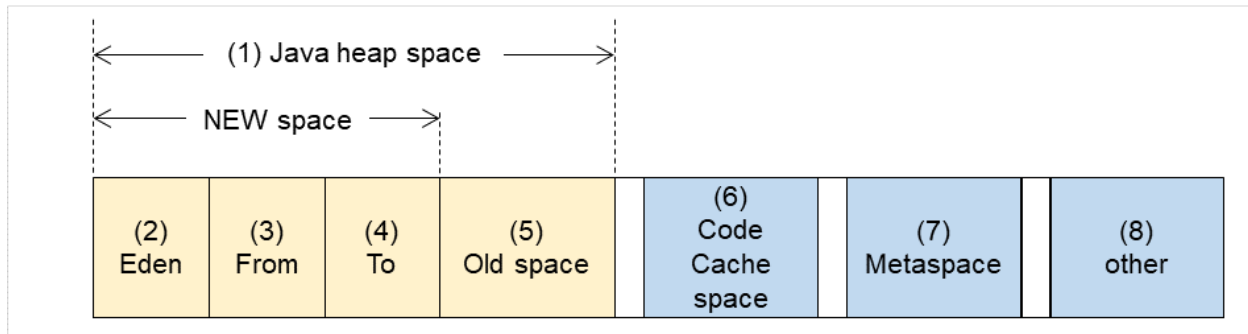 (1) Java heap space
NEW space
(2)
Eden
(3)
From
(4)
To
(5)
Old space
(6)
Code
Cache
space
(7)
Metaspace
(8)
other